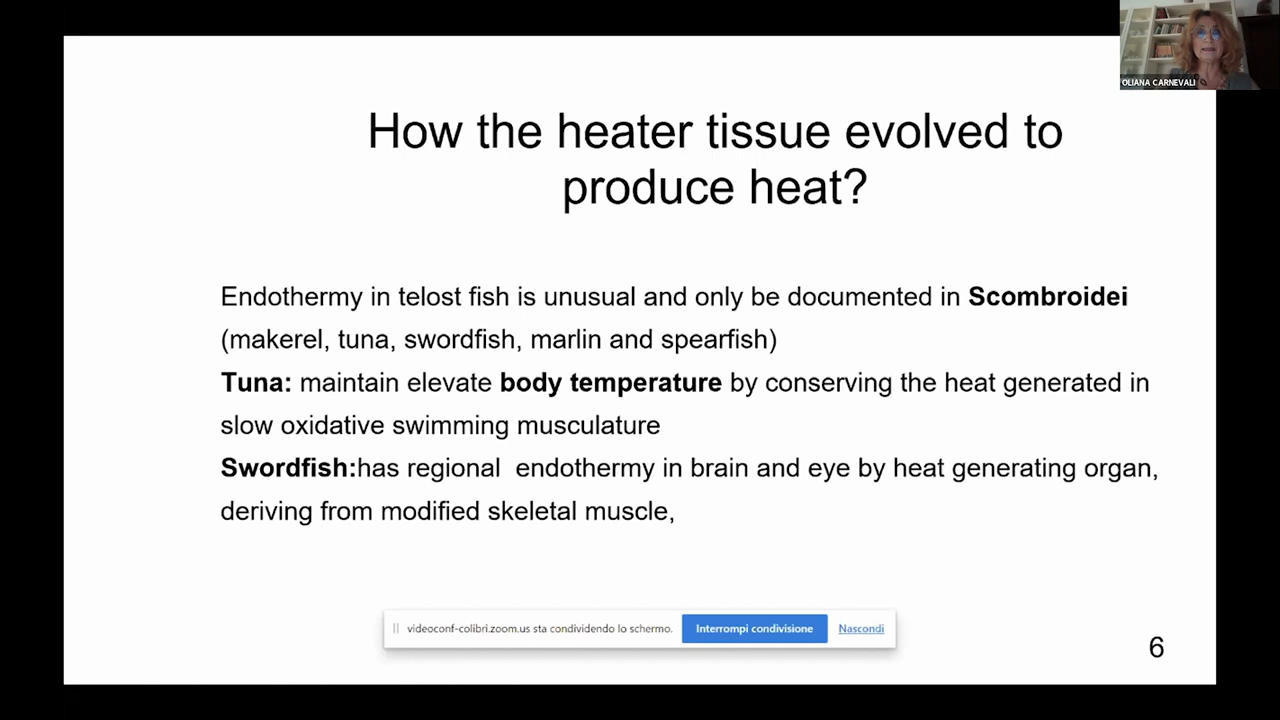 OLIANA CARNEVALI
How the heater tissue evolved to
produce heat?
Endothermy in telost fish is unusual and only be documented in Scombroidei
(makerel, tuna, swordfish, marlin and spearfish)
Tuna: maintain elevate body temperature by conserving the heat generated in
slow oxidative swimming musculature
Swordfish:has regional endothermy in brain and eye by heat generating organ,
deriving from modified skeletal muscle,
videoconf-colibri.zoom.us sta condividendo lo schermo. Interrompi condivisione Nascondi
6